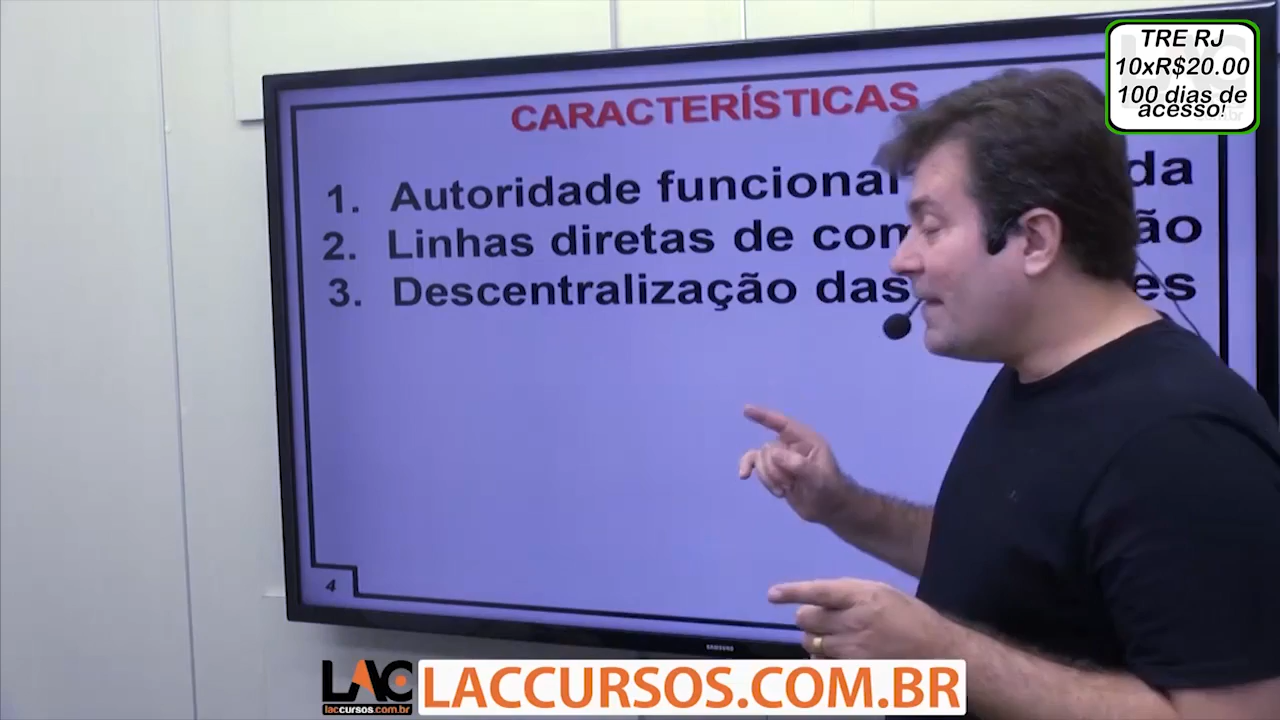 TRE RJ
10xR$20.00
100 dias de
acesso!
CARACTERÍSTICAS
1. Autoridade funcional da
2. Linhas diretas de com ão
3. Descentralização das es
4
SAMSUNG
LAC
laccursos.com.br
LACCURSOS.COM.BR